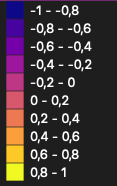 -1 - -0,8
-0,8 - -0,6
-0,6 - -0,4
-0,4 - -0,2
-0,2 - 0
0 - 0,2
0,2 - 0,4
0,4 - 0,6
0,6 - 0,8
0,8 - 1